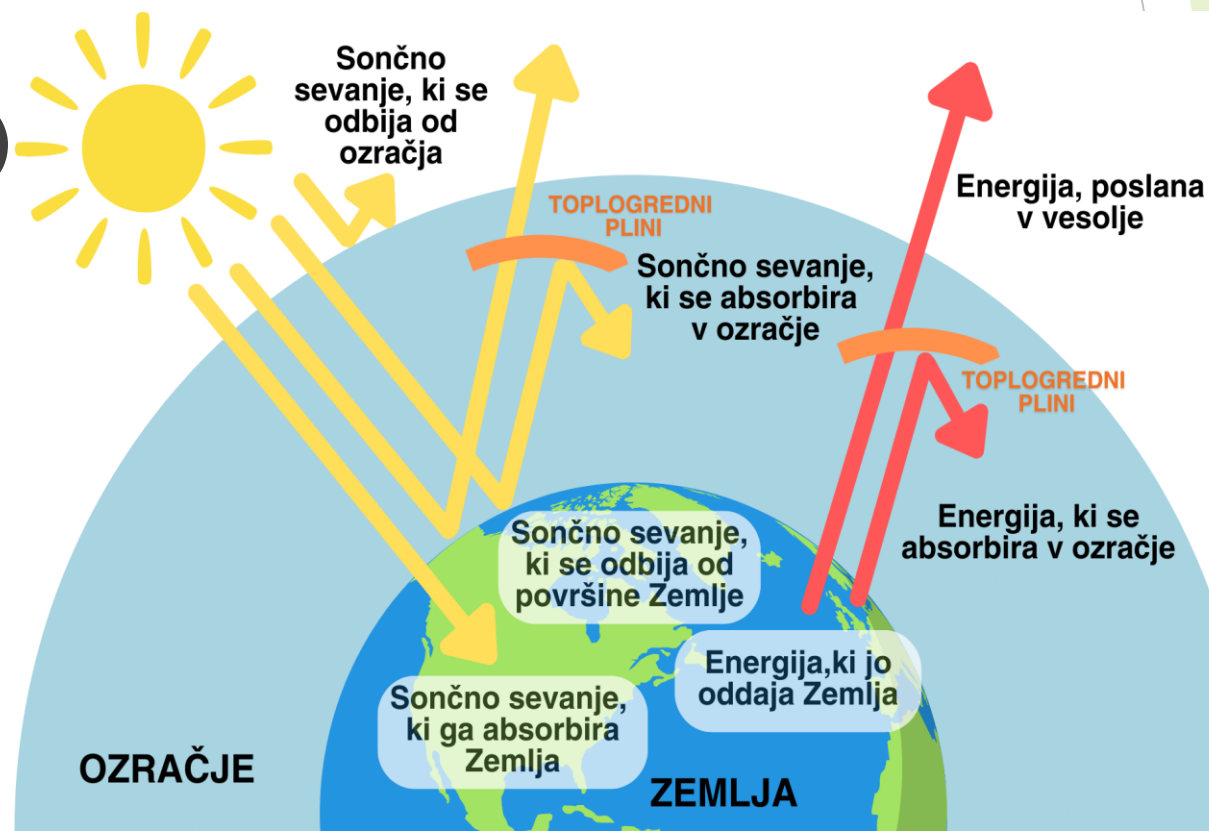 Sončno
sevanje, ki se
odbija od
ozračja
TOPLOGREDNI
PLINI
Sončno sevanje,
ki se absorbira
v ozračje
Energija, poslana
v vesolje
TOPLOGREDNI
PLINI
Energija, ki se
absorbira v ozračje
Sončno sevanje,
ki se odbija od
površine Zemlje
Energija,ki jo
oddaja Zemlja
Sončno sevanje,
ki ga absorbira
Zemlja
OZRAČJE
ZEMLJA